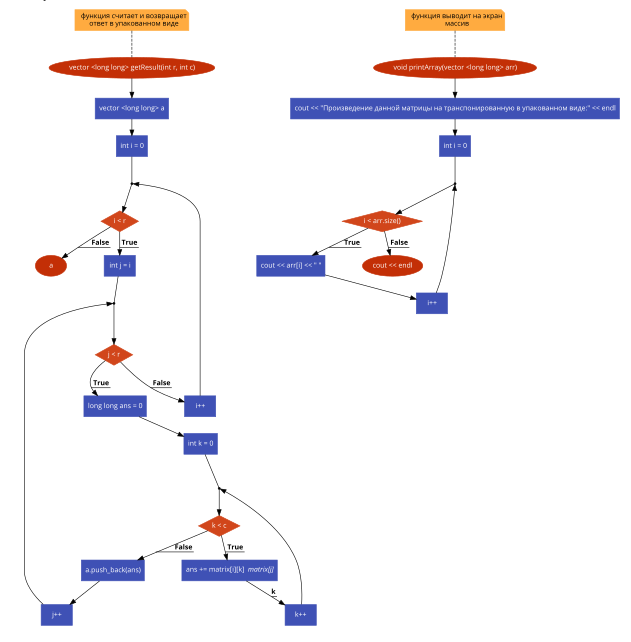 функция считает и возвращает
ответ в упакованном виде
vector <long long> getResult(int r, int c)
vector <long long> a
int i = 0
i < r
False
True
a
int j = i
j < r
True
False
long long ans = 0
i++
int k = 0
k < c
False
True
a.push_back(ans)
ans += matrix[i][k] matrix[j]
k
j++
k++
функция выводит на экран
массив
void printArray(vector <long long> arr)
cout << "Произведение данной матрицы на транспонированную в упакованном виде:" << endl
int i = 0
i < arr.size()
True
False
cout << arr[i] << " "
cout << endl
i++